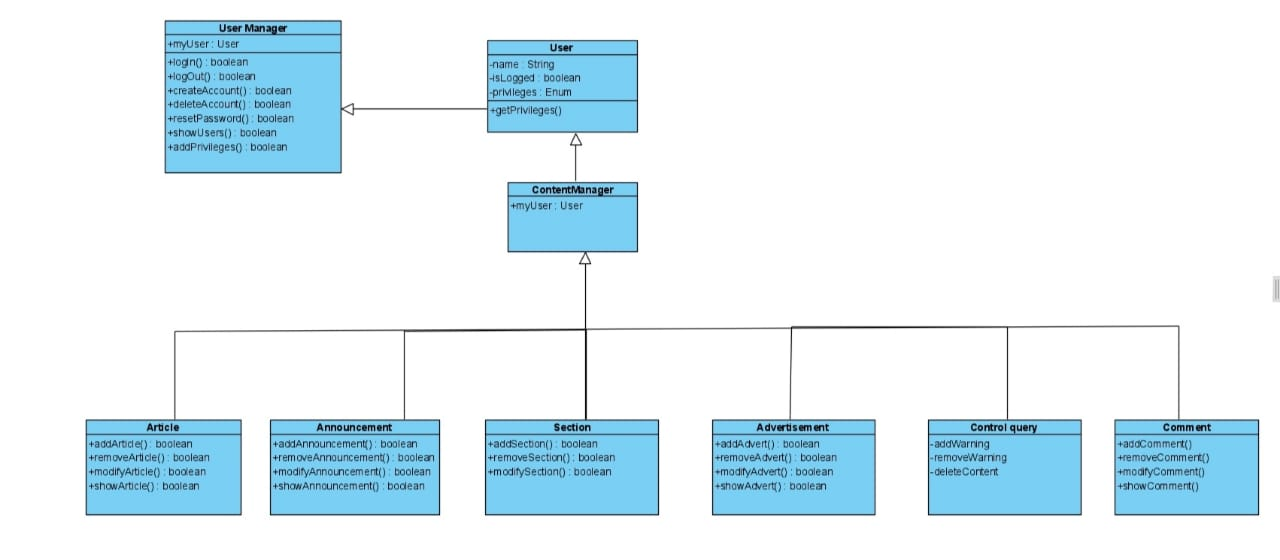 User Manager
+myUser : User
+logIn() : boolean
+logOut() : boolean
+createAccount() : boolean
+deleteAccount() : boolean
+resetPassword() : boolean
+showUsers() : boolean
+addPrivileges() : boolean
User
-name : String
-isLogged : boolean
-privileges : Enum
+getPrivileges()
ContentManager
+myUser : User
Article
+addArticle() : boolean
+removeArticle() : boolean
+modifyArticle() : boolean
+showArticle() : boolean
Announcement
+addAnnouncement() : boolean
+removeAnnouncement() : boolean
+modifyAnnouncement() : boolean
+showAnnouncement() : boolean
Section
+addSection() : boolean
+removeSection() : boolean
+modifySection() : boolean
Advertisement
+addAdvert() : boolean
+removeAdvert() : boolean
+modifyAdvert() : boolean
+showAdvert() : boolean
Control query
-addWarning
-removeWarning
-deleteContent
Comment
+addComment()
+removeComment()
+modifyComment()
+showComment()